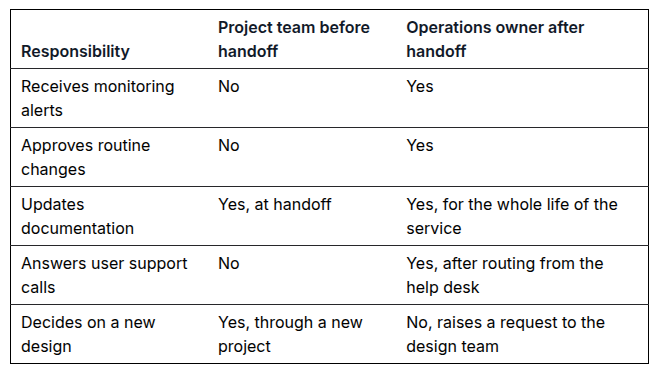 Responsibility
Project team before
handoff
Operations owner after
handoff
Receives monitoring
alerts
No
Yes
Approves routine
changes
No
Yes
Updates
documentation
Yes, at handoff
Yes, for the whole life of the
service
Answers user support
calls
No
Yes, after routing from the
help desk
Decides on a new
design
Yes, through a new
project
No, raises a request to the
design team